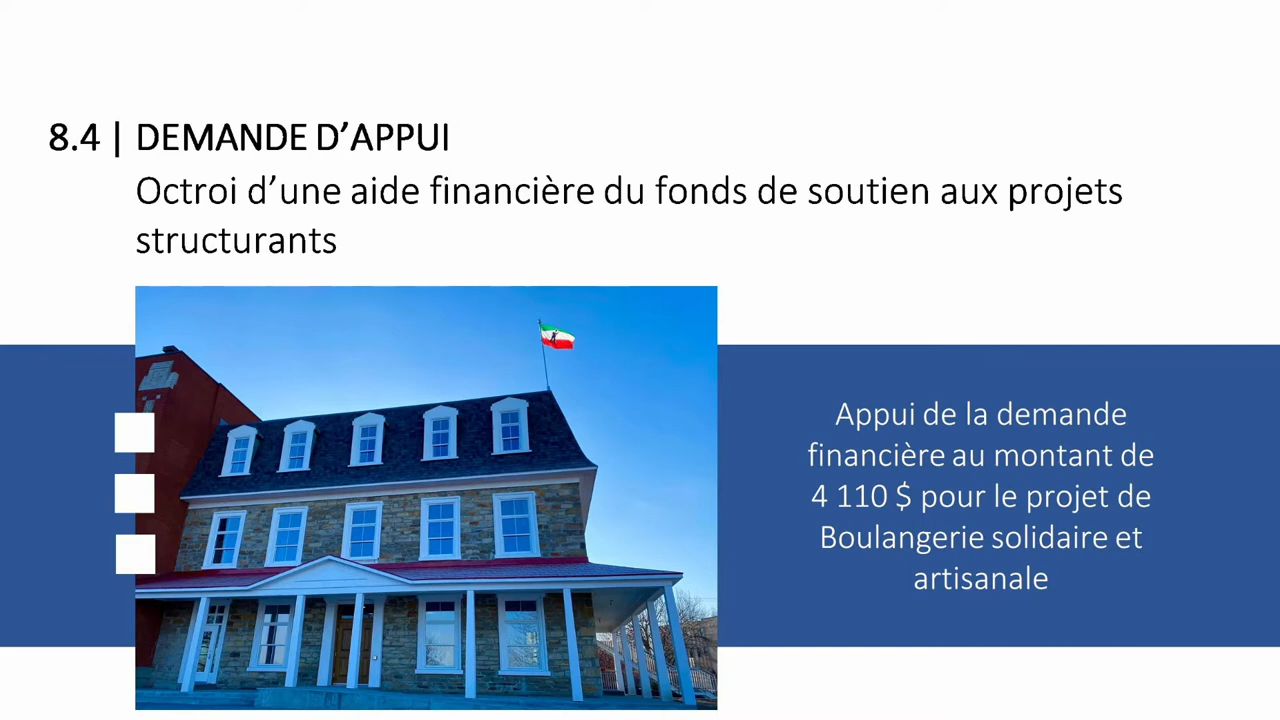 8.4 | DEMANDE D’APPUI
Octroi d’une aide financière du fonds de soutien aux projets
structurants
Appui de la demande
financière au montant de
4 110 $ pour le projet de
Boulangerie solidaire et
artisanale